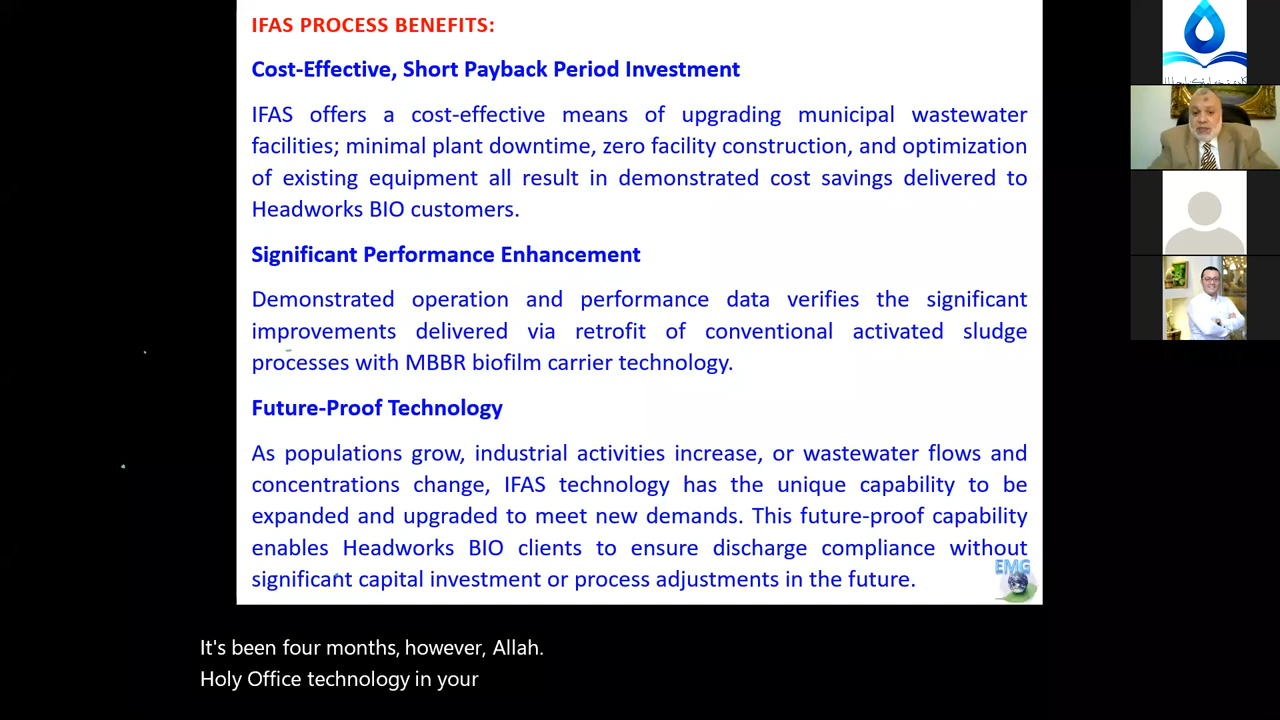 IFAS PROCESS BENEFITS:
Cost-Effective, Short Payback Period Investment
IFAS offers a cost-effective means of upgrading municipal wastewater
facilities; minimal plant downtime, zero facility construction, and optimization
of existing equipment all result in demonstrated cost savings delivered to
Headworks BIO customers.
Significant Performance Enhancement
Demonstrated operation and performance data verifies the significant
improvements delivered via retrofit of conventional activated sludge
processes with MBBR biofilm carrier technology.
Future-Proof Technology
As populations grow, industrial activities increase, or wastewater flows and
concentrations change, IFAS technology has the unique capability to be
expanded and upgraded to meet new demands. This future-proof capability
enables Headworks BIO clients to ensure discharge compliance without
significant capital investment or process adjustments in the future.
EMG
It's been four months, however, Allah.
Holy Office technology in your